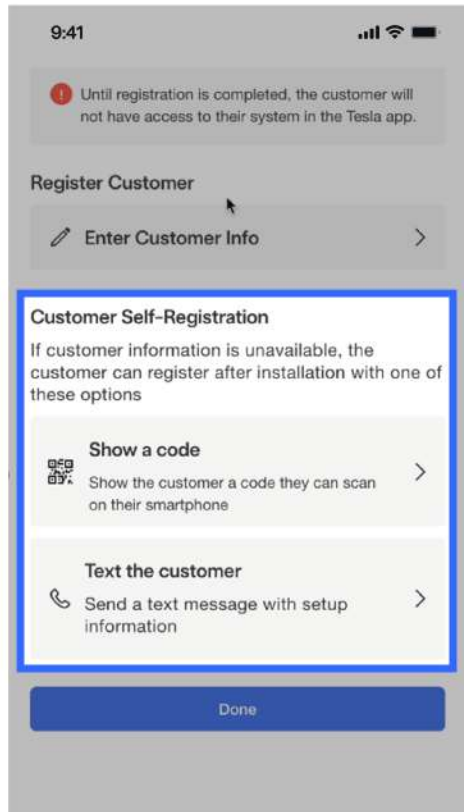 9:41
Until registration is completed, the customer will
not have access to their system in the Tesla app.
Register Customer
Enter Customer Info
Customer Self-Registration
If customer information is unavailable, the
customer can register after installation with one of
these options
Show a code
Show the customer a code they can scan
on their smartphone
Text the customer
Send a text message with setup
information
Done